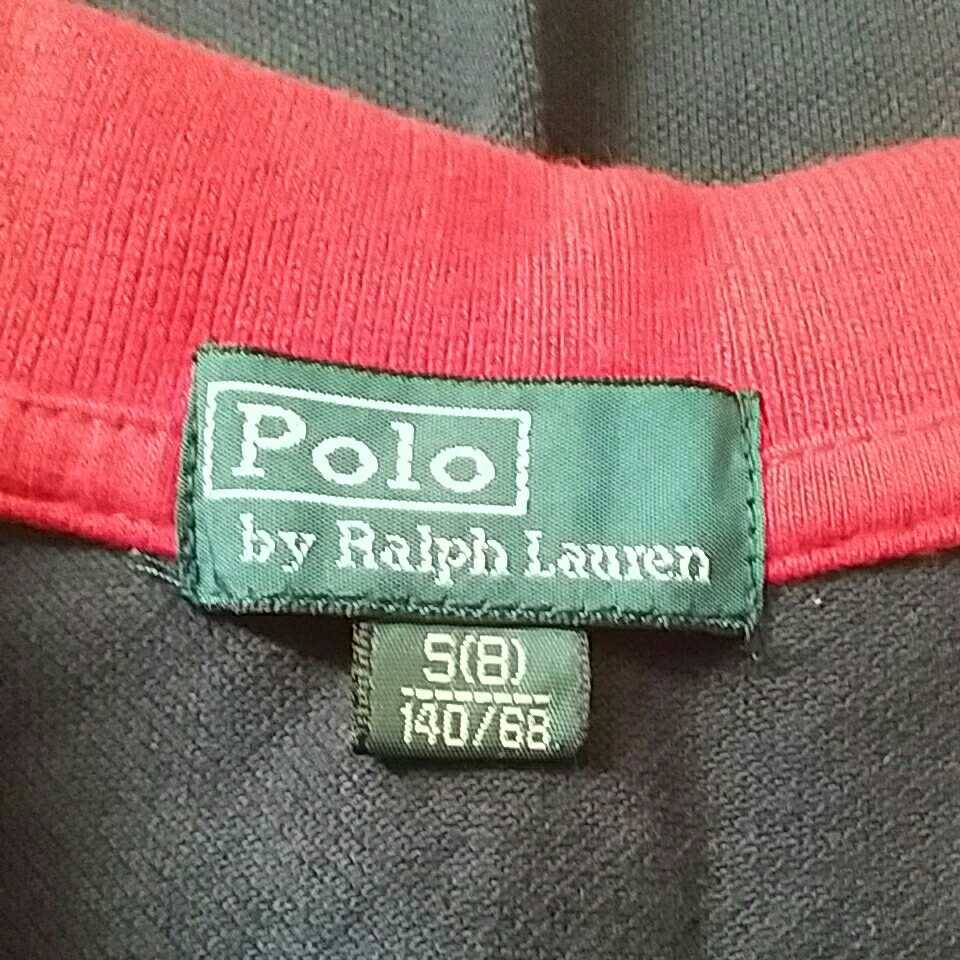 Polo
by Ralph Lauren
S(8)
140/68